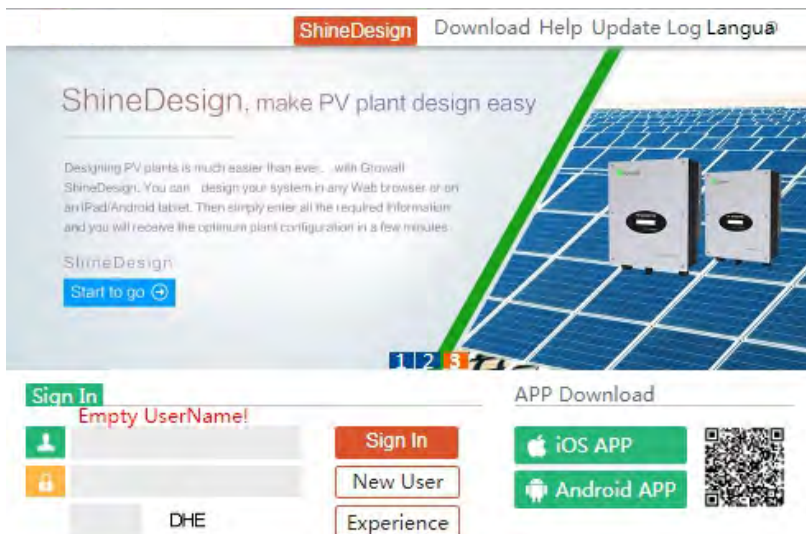 ShineDesign Download Help Update Log Langua
ShineDesign, make PV plant design easy
Designing PV plants is much easier than ever, with Growatt
ShineDesign. You can design your system in any Web browser or on
an iPad/Android tablet. Then simply enter all the required information
and you will receive the optimum plant configuration in a few minutes.
ShineDesign
Start to go
1 2 3
Sign In
APP Download
Empty UserName!
Sign In
iOS APP
New User
Android APP
DHE
Experience